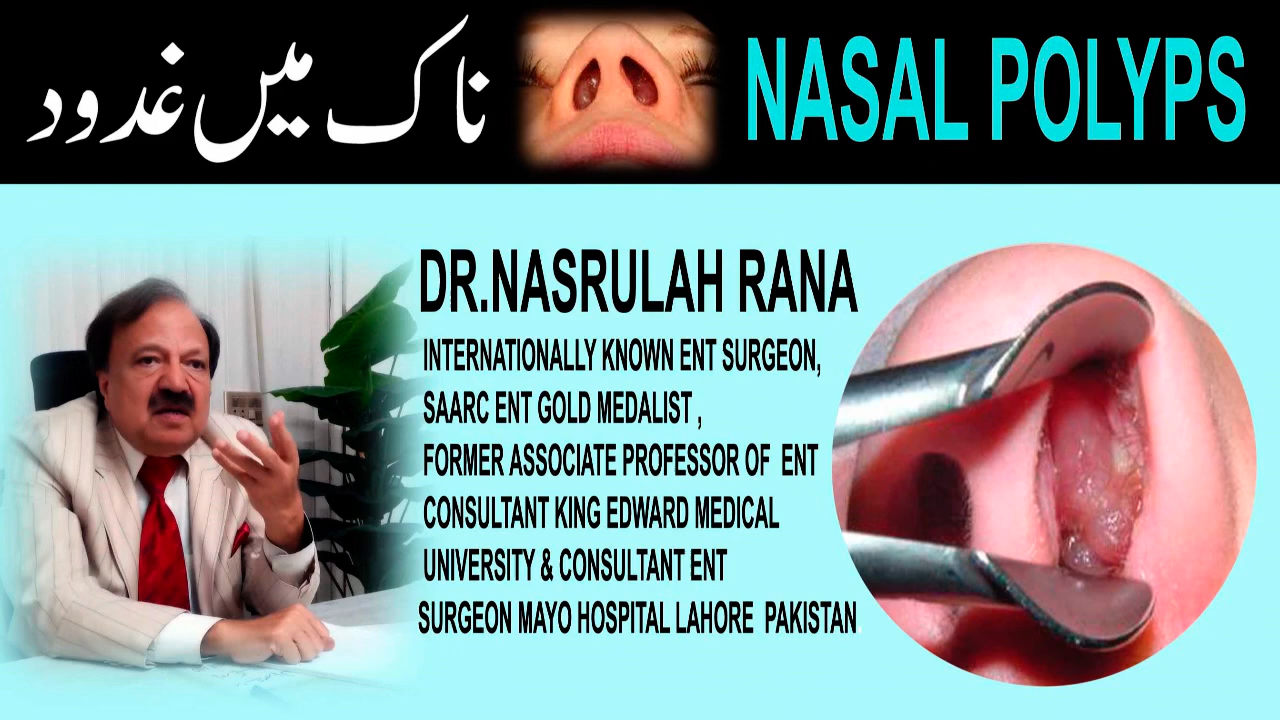 ناک میں غدود
NASAL POLYPS
DR.NASRULAH RANA
INTERNATIONALLY KNOWN ENT SURGEON,
SAARC ENT GOLD MEDALIST ,
FORMER ASSOCIATE PROFESSOR OF ENT
CONSULTANT KING EDWARD MEDICAL
UNIVERSITY & CONSULTANT ENT
SURGEON MAYO HOSPITAL LAHORE PAKISTAN.